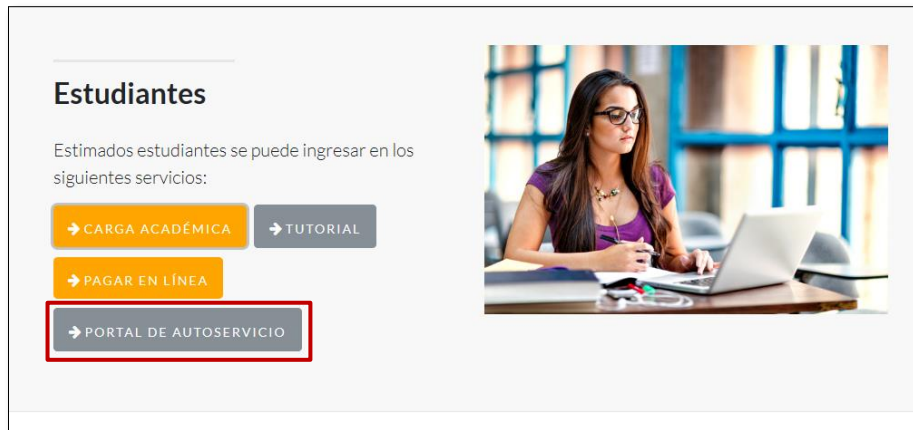 Estudiantes
Estimados estudiantes se puede ingresar en los
siguientes servicios:
CARGA ACADÉMICA
TUTORIAL
PAGAR EN LÍNEA
PORTAL DE AUTOSERVICIO